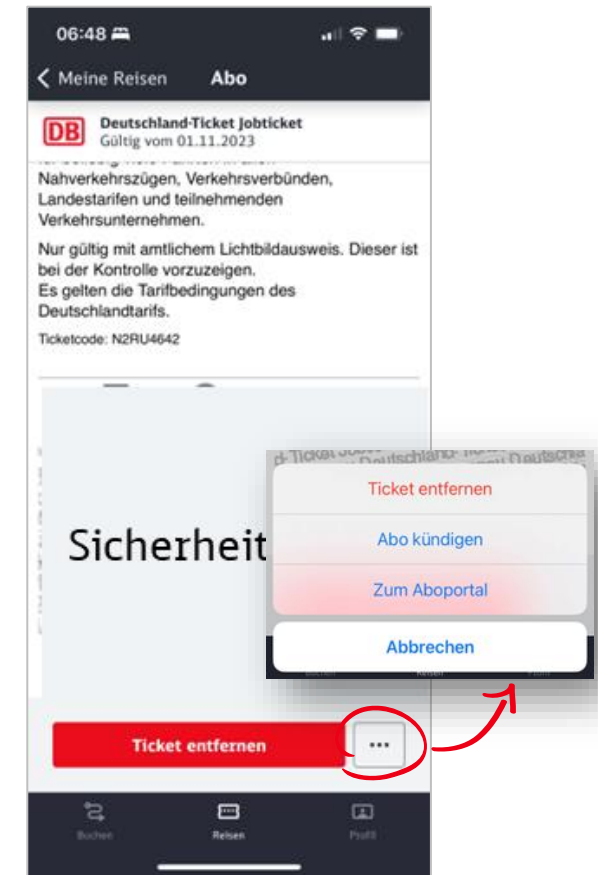 06:48
Meine Reisen Abo
DB
Deutschland-Ticket Jobticket
Gültig vom 01.11.2023
Nahverkehrszügen, Verkehrsverbünden,
Landestarifen und teilnehmenden
Verkehrsunternehmen.
Nur gültig mit amtlichem Lichtbildausweis. Dieser ist
bei der Kontrolle vorzuzeigen.
Es gelten die Tarifbedingungen des
Deutschlandtarifs.
Ticketcode: N2RU4642
Sicherheit
Ticket entfernen
Abo kündigen
Zum Aboportal
Abbrechen
Ticket entfernen
Buchen Reisen Profil